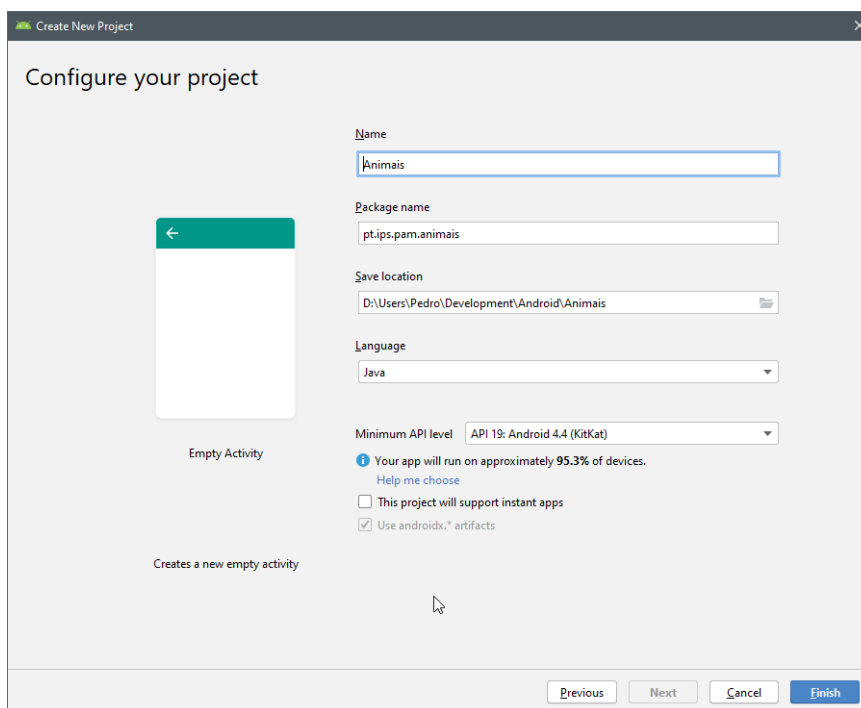 Create New Project
Configure your project
Name
Animais
Package name
pt.ips.pam.animais
Save location
D:\Users\Pedro\Development\Android\Animais
Language
Java
Minimum API level API 19: Android 4.4 (KitKat)
Your app will run on approximately 95.3% of devices.
Help me choose
This project will support instant apps
Use androidx.* artifacts
Empty Activity
Creates a new empty activity
Previous Next Cancel Finish